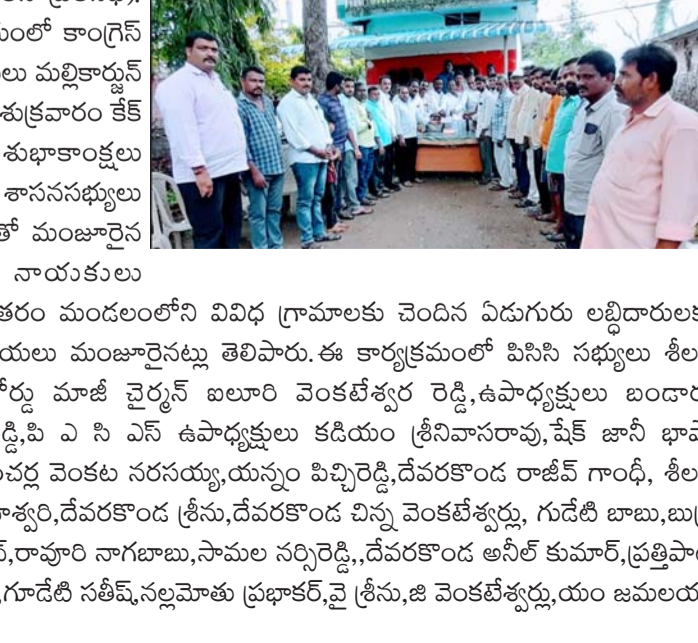 లో కాంగ్రెస్
లు మల్లికార్జున్
శుక్రవారం కేక్
శుభాకాంక్షలు
శాసనసభ్యులు
తో మంజూరైన
నాయకులు
తరం మండలంలోని వివిధ గ్రామాలకు చెందిన ఏడుగురు లబ్ధిదారులక
యలు మంజూరైనట్లు తెలిపారు.ఈ కార్యక్రమంలో పిసిసి సభ్యులు శీల
ర్డు మాజీ చైర్మన్ ఐలూరి వెంకటేశ్వర రెడ్డి,ఉపాధ్యక్షులు బండార
డ్డి,పి ఎ సి ఎస్ ఉపాధ్యక్షులు కడియం శ్రీనివాసరావు,షేక్ జానీ భాష
చర్ల వెంకట నరసయ్య,యన్నం పిచ్చిరెడ్డి,దేవరకొండ రాజీవ్ గాంధీ, శీల
శ్వరి,దేవరకొండ శ్రీను,దేవరకొండ చిన్న వెంకటేశ్వర్లు, గుడేటి బాబు,బుర్
,రావూరి నాగబాబు,సామల నర్సిరెడ్డి,,దేవరకొండ అనీల్ కుమార్,ప్రత్తిపా
,గూడేటి సతీష్,నల్లమోతు ప్రభాకర్,వై శ్రీను,జి వెంకటేశ్వర్లు,యం జమలయ